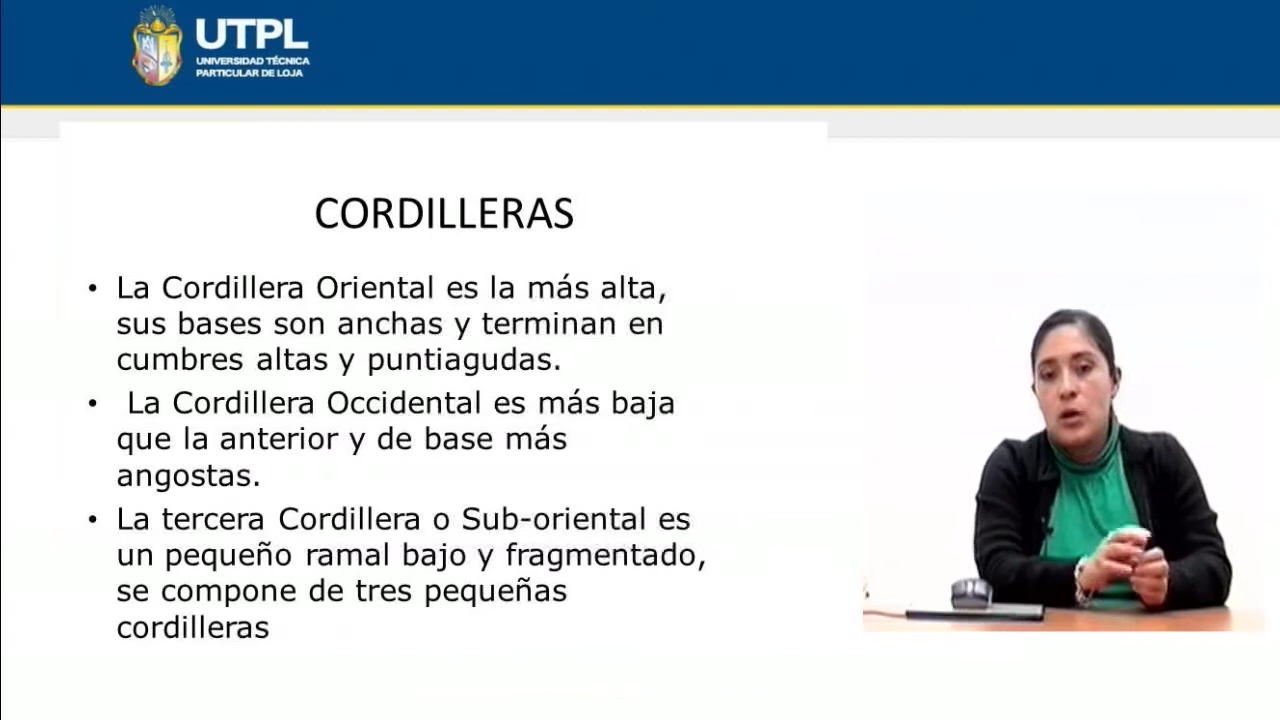 UTPL
UNIVERSIDAD TÉCNICA
PARTICULAR DE LOJA
CORDILLERAS
• La Cordillera Oriental es la más alta,
sus bases son anchas y terminan en
cumbres altas y puntiagudas.
• La Cordillera Occidental es más baja
que la anterior y de base más
angostas.
• La tercera Cordillera o Sub-oriental es
un pequeño ramal bajo y fragmentado,
se compone de tres pequeñas
cordilleras